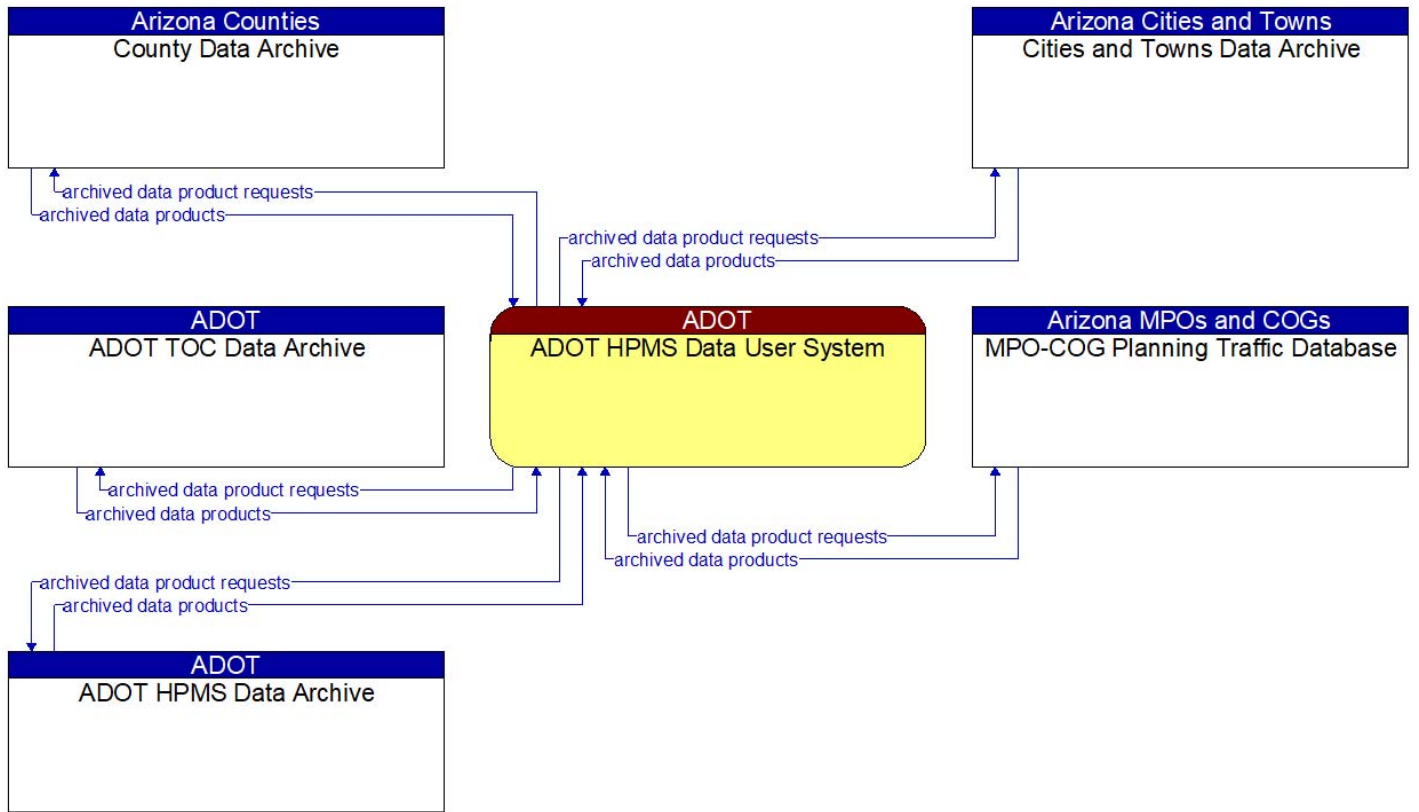 Arizona Counties
County Data Archive
Arizona Cities and Towns
Cities and Towns Data Archive
archived data product requests
archived data products
archived data product requests
archived data products
ADOT
ADOT TOC Data Archive
ADOT
ADOT HPMS Data User System
Arizona MPOs and COGs
MPO-COG Planning Traffic Database
archived data product requests
archived data products
archived data product requests
archived data products
archived data product requests
archived data products
ADOT
ADOT HPMS Data Archive